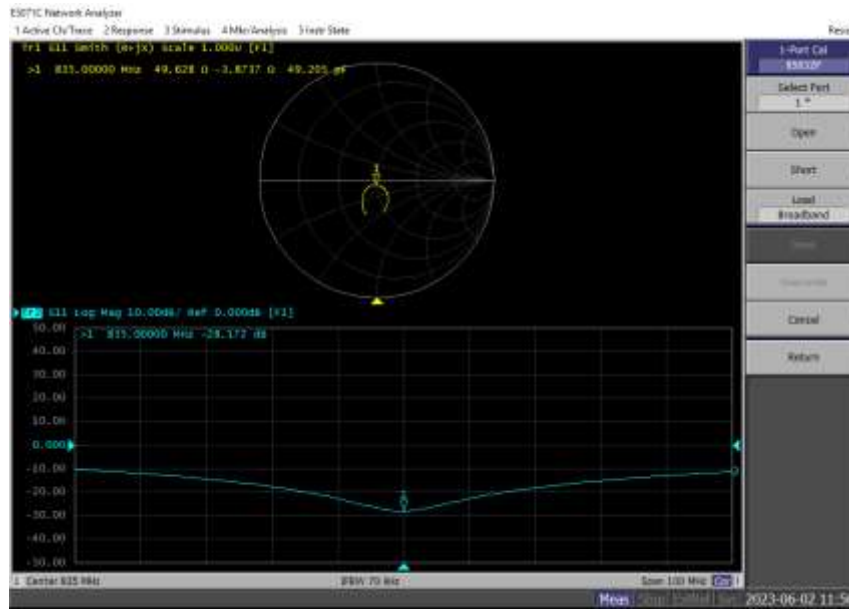 E5071C Network Analyzer
1 Active Ch/Trace 2 Response 3 Stimulus 4 Mkr/Analysis 5 Instr State
Tr1 S11 Smith (R+jX) Scale 1.000U [F1]
>1 835.00000 MHz 49.628 Ω -3.8737 Ω 49.205 pF
Tr2 S11 Log Mag 10.00dB/ Ref 0.000dB [F1]
50.00
>1 835.00000 MHz -28.172 dB
40.00
30.00
20.00
10.00
0.000
-10.00
-20.00
-30.00
-40.00
-50.00
1 Center 835 MHz
IFBW 70 kHz
Span 100 MHz
Meas
2023-06-02 11:50
1-Port Cal
85032F
Select Port
1
Open
Short
Load
Broadband
Cancel
Return